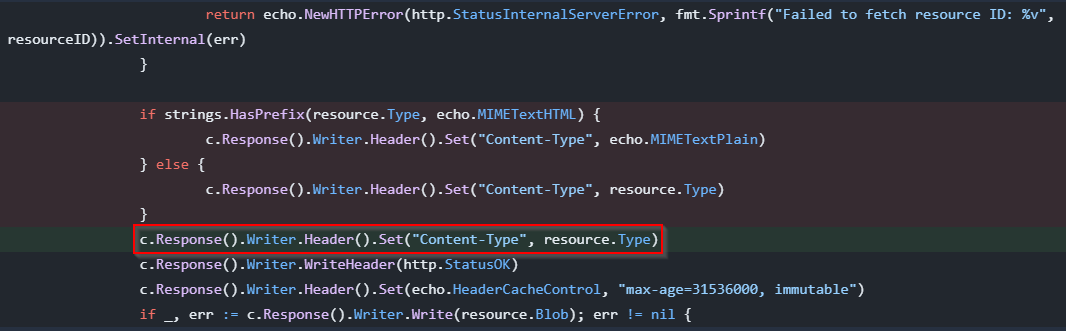 return echo.NewHTTPError(http.StatusInternalServerError, fmt.Sprintf("Failed to fetch resource ID: %v",
resourceID)).SetInternal(err)
}
if strings.HasPrefix(resource.Type, echo.MIMETextHTML) {
c.Response().Writer.Header().Set("Content-Type", echo.MIMETextPlain)
} else {
c.Response().Writer.Header().Set("Content-Type", resource.Type)
}
c.Response().Writer.Header().Set("Content-Type", resource.Type)
c.Response().Writer.WriteHeader(http.StatusOK)
c.Response().Writer.Header().Set(echo.HeaderCacheControl, "max-age=31536000, immutable")
if _, err := c.Response().Writer.Write(resource.Blob); err != nil {